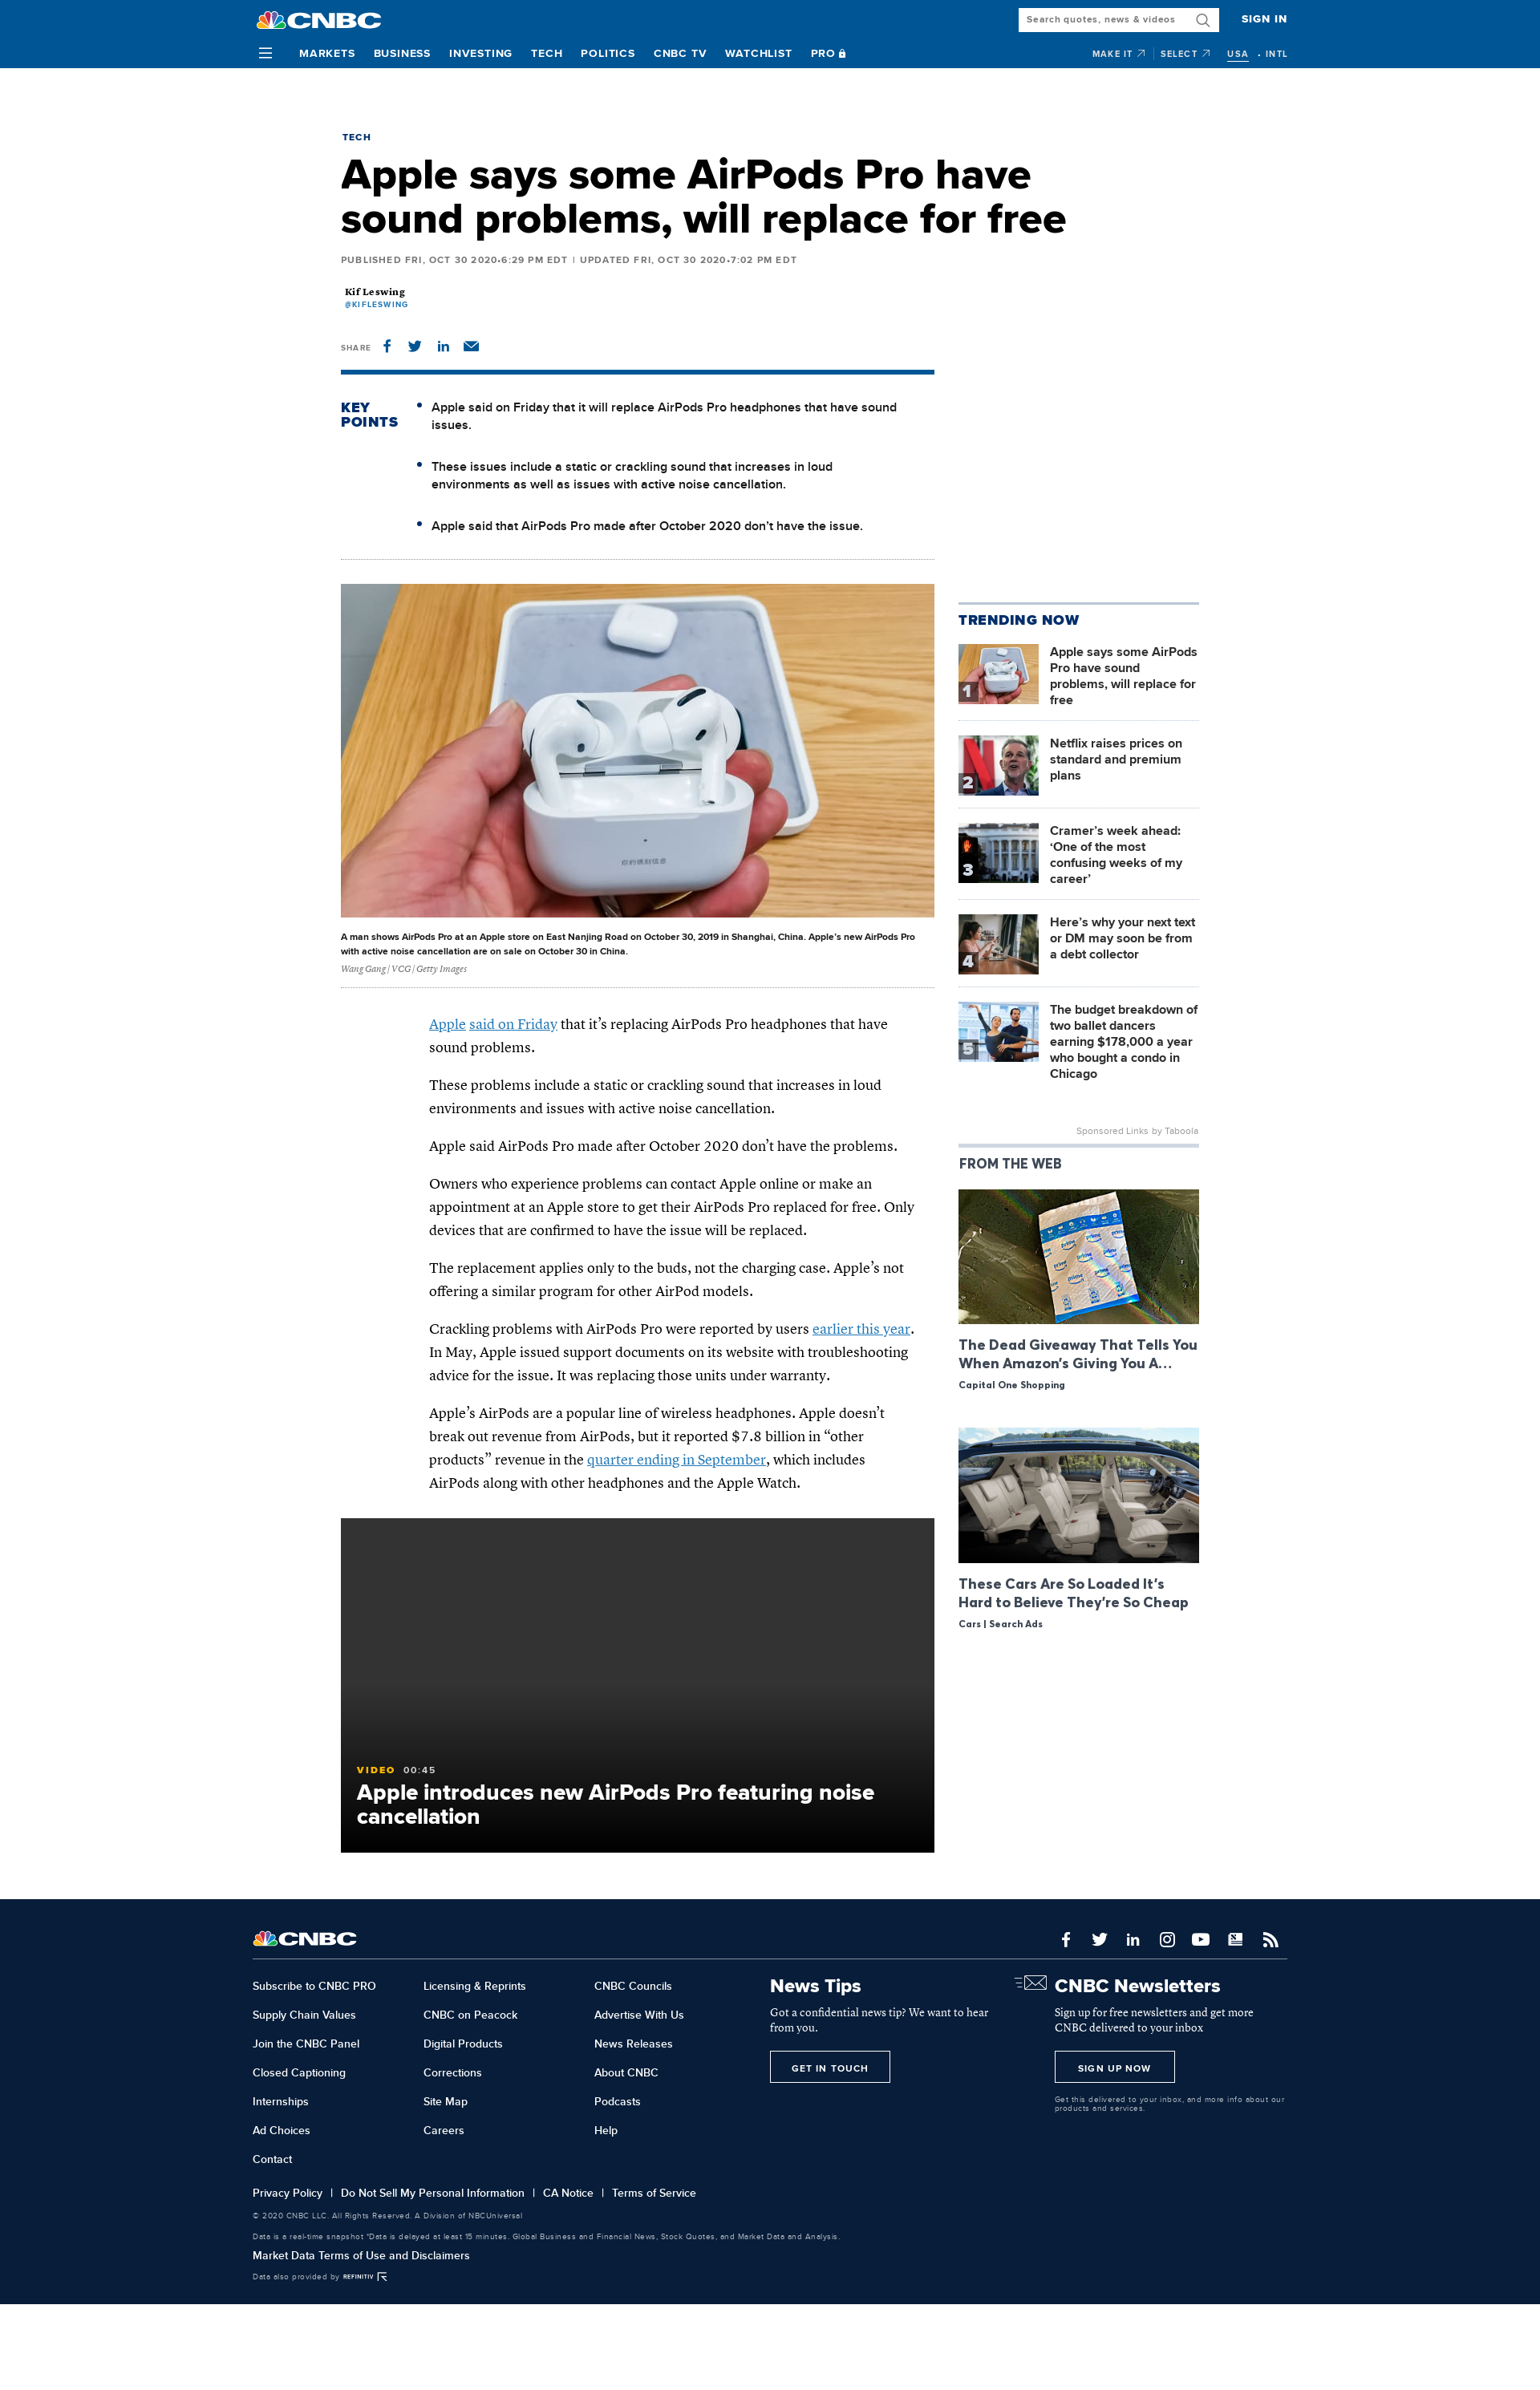 CNBC
Search quotes, news & videos
SIGN IN
MARKETS BUSINESS INVESTING TECH POLITICS CNBC TV WATCHLIST PRO
MAKE IT SELECT USA • INTL
TECH
Apple says some AirPods Pro have
sound problems, will replace for free
PUBLISHED FRI, OCT 30 2020•6:29 PM EDT | UPDATED FRI, OCT 30 2020•7:02 PM EDT
Kif Leswing
@KIFLESWING
SHARE
KEY
POINTS
• Apple said on Friday that it will replace AirPods Pro headphones that have sound
issues.
• These issues include a static or crackling sound that increases in loud
environments as well as issues with active noise cancellation.
• Apple said that AirPods Pro made after October 2020 don’t have the issue.
A man shows AirPods Pro at an Apple store on East Nanjing Road on October 30, 2019 in Shanghai, China. Apple’s new AirPods Pro
with active noise cancellation are on sale on October 30 in China.
Wang Gang | VCG | Getty Images
Apple said on Friday that it’s replacing AirPods Pro headphones that have
sound problems.
These problems include a static or crackling sound that increases in loud
environments and issues with active noise cancellation.
Apple said AirPods Pro made after October 2020 don’t have the problems.
Owners who experience problems can contact Apple online or make an
appointment at an Apple store to get their AirPods Pro replaced for free. Only
devices that are confirmed to have the issue will be replaced.
The replacement applies only to the buds, not the charging case. Apple’s not
offering a similar program for other AirPod models.
Crackling problems with AirPods Pro were reported by users earlier this year.
In May, Apple issued support documents on its website with troubleshooting
advice for the issue. It was replacing those units under warranty.
Apple’s AirPods are a popular line of wireless headphones. Apple doesn’t
break out revenue from AirPods, but it reported $7.8 billion in “other
products” revenue in the quarter ending in September, which includes
AirPods along with other headphones and the Apple Watch.
VIDEO 00:45
Apple introduces new AirPods Pro featuring noise
cancellation
TRENDING NOW
1
Apple says some AirPods
Pro have sound
problems, will replace for
free
2
Netflix raises prices on
standard and premium
plans
3
Cramer’s week ahead:
‘One of the most
confusing weeks of my
career’
4
Here’s why your next text
or DM may soon be from
a debt collector
5
The budget breakdown of
two ballet dancers
earning $178,000 a year
who bought a condo in
Chicago
Sponsored Links by Taboola
FROM THE WEB
The Dead Giveaway That Tells You
When Amazon's Giving You A…
Capital One Shopping
These Cars Are So Loaded It's
Hard to Believe They're So Cheap
Cars | Search Ads
CNBC
Subscribe to CNBC PRO
Supply Chain Values
Join the CNBC Panel
Closed Captioning
Internships
Ad Choices
Contact
Licensing & Reprints
CNBC on Peacock
Digital Products
Corrections
Site Map
Careers
CNBC Councils
Advertise With Us
News Releases
About CNBC
Podcasts
Help
News Tips
Got a confidential news tip? We want to hear
from you.
GET IN TOUCH
CNBC Newsletters
Sign up for free newsletters and get more
CNBC delivered to your inbox
SIGN UP NOW
Get this delivered to your inbox, and more info about our
products and services.
Privacy Policy | Do Not Sell My Personal Information | CA Notice | Terms of Service
© 2020 CNBC LLC. All Rights Reserved. A Division of NBCUniversal
Data is a real-time snapshot *Data is delayed at least 15 minutes. Global Business and Financial News, Stock Quotes, and Market Data and Analysis.
Market Data Terms of Use and Disclaimers
Data also provided by REFINITIV